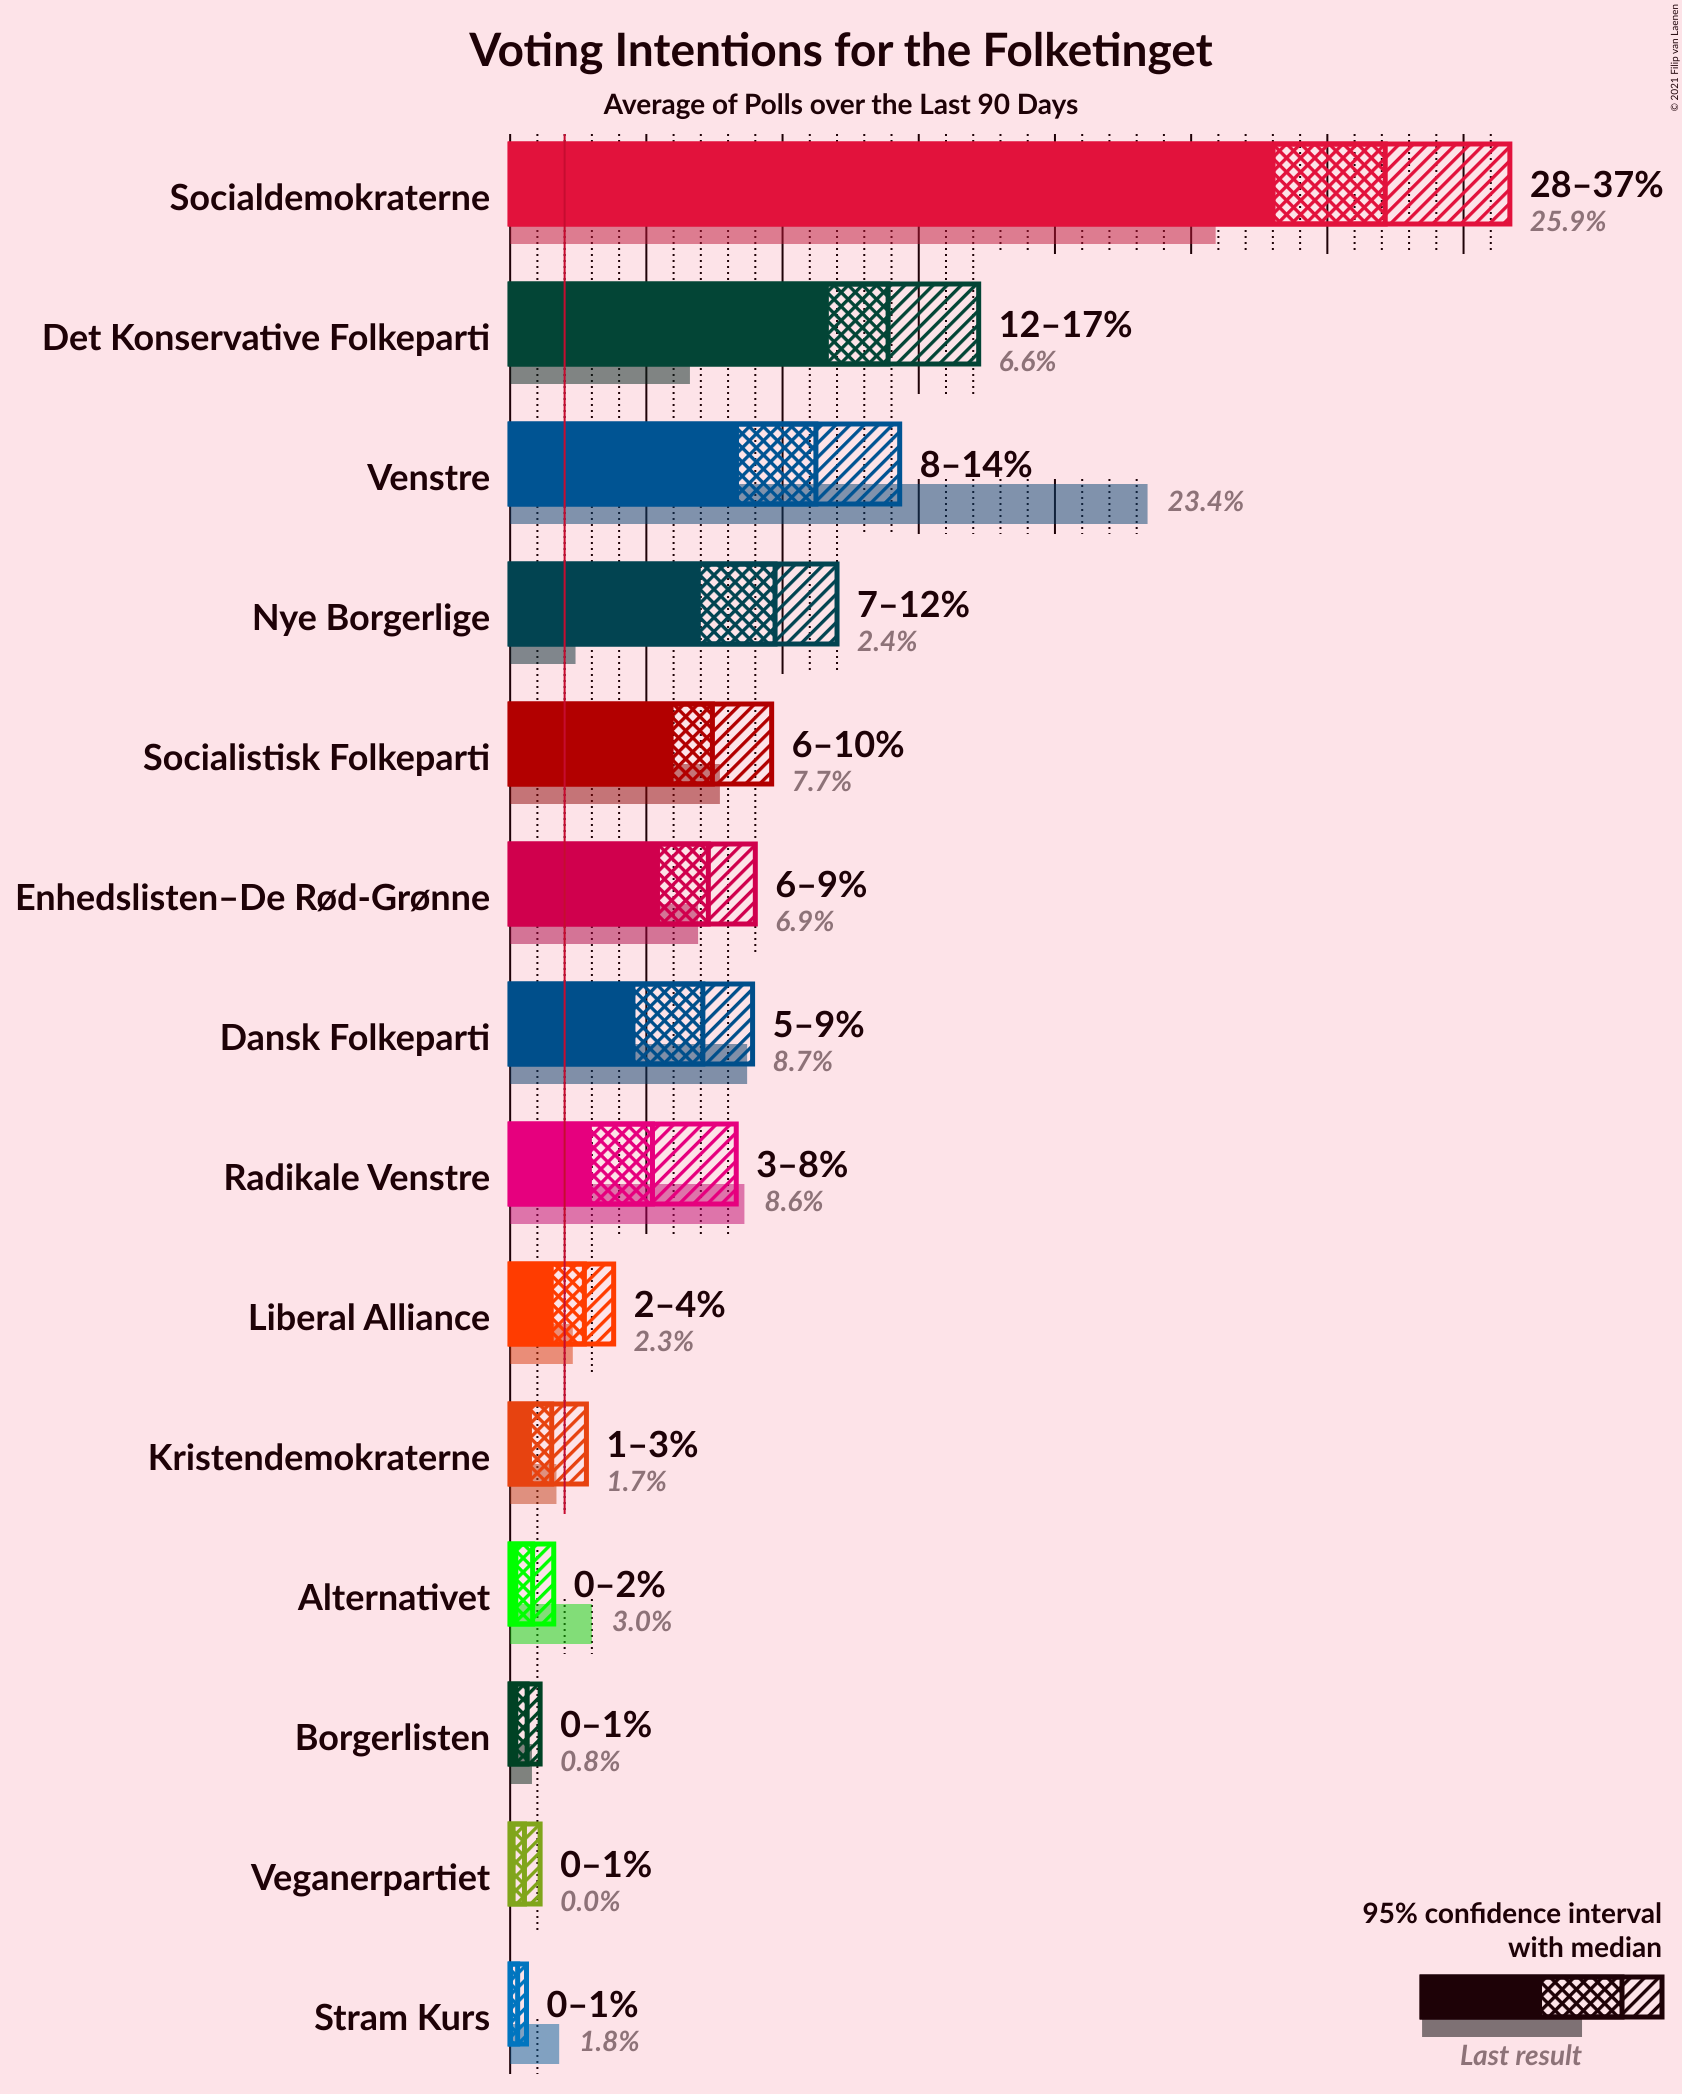 Voting Intentions for the Folketinget
Average of Polls over the Last 90 Days
© 2021 Filip van Laenen
Socialdemokraterne
28–37%
25.9%
Det Konservative Folkeparti
12–17%
6.6%
Venstre
8–14%
23.4%
Nye Borgerlige
7–12%
2.4%
Socialistisk Folkeparti
6–10%
7.7%
Enhedslisten–De Rød-Grønne
6–9%
6.9%
Dansk Folkeparti
5–9%
8.7%
Radikale Venstre
3–8%
8.6%
Liberal Alliance
2–4%
2.3%
Kristendemokraterne
1–3%
1.7%
Alternativet
0–2%
3.0%
Borgerlisten
0–1%
0.8%
Veganerpartiet
0–1%
0.0%
Stram Kurs
0–1%
1.8%
95% confidence interval
with median
Last result